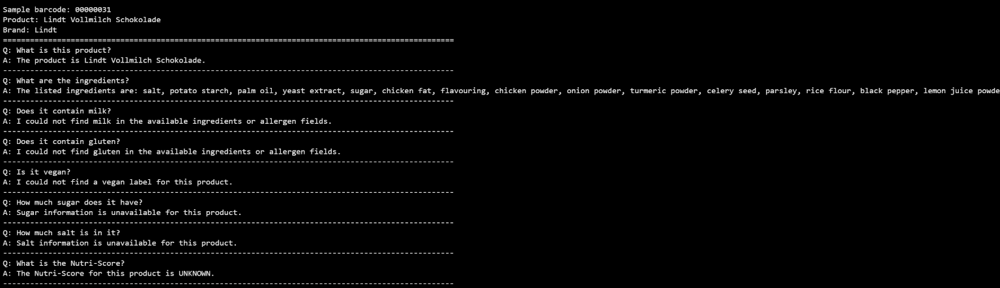 Sample barcode: 00000031
Product: Lindt Vollmilch Schokolade
Brand: Lindt
====================================================================================================
Q: What is this product?
A: The product is Lindt Vollmilch Schokolade.
----------------------------------------------------------------------------------------------------
Q: What are the ingredients?
A: The listed ingredients are: salt, potato starch, palm oil, yeast extract, sugar, chicken fat, flavouring, chicken powder, onion powder, turmeric powder, celery seed, parsley, rice flour, black pepper, lemon juice powde
----------------------------------------------------------------------------------------------------
Q: Does it contain milk?
A: I could not find milk in the available ingredients or allergen fields.
----------------------------------------------------------------------------------------------------
Q: Does it contain gluten?
A: I could not find gluten in the available ingredients or allergen fields.
----------------------------------------------------------------------------------------------------
Q: Is it vegan?
A: I could not find a vegan label for this product.
----------------------------------------------------------------------------------------------------
Q: How much sugar does it have?
A: Sugar information is unavailable for this product.
----------------------------------------------------------------------------------------------------
Q: How much salt is in it?
A: Salt information is unavailable for this product.
----------------------------------------------------------------------------------------------------
Q: What is the Nutri-Score?
A: The Nutri-Score for this product is UNKNOWN.
----------------------------------------------------------------------------------------------------